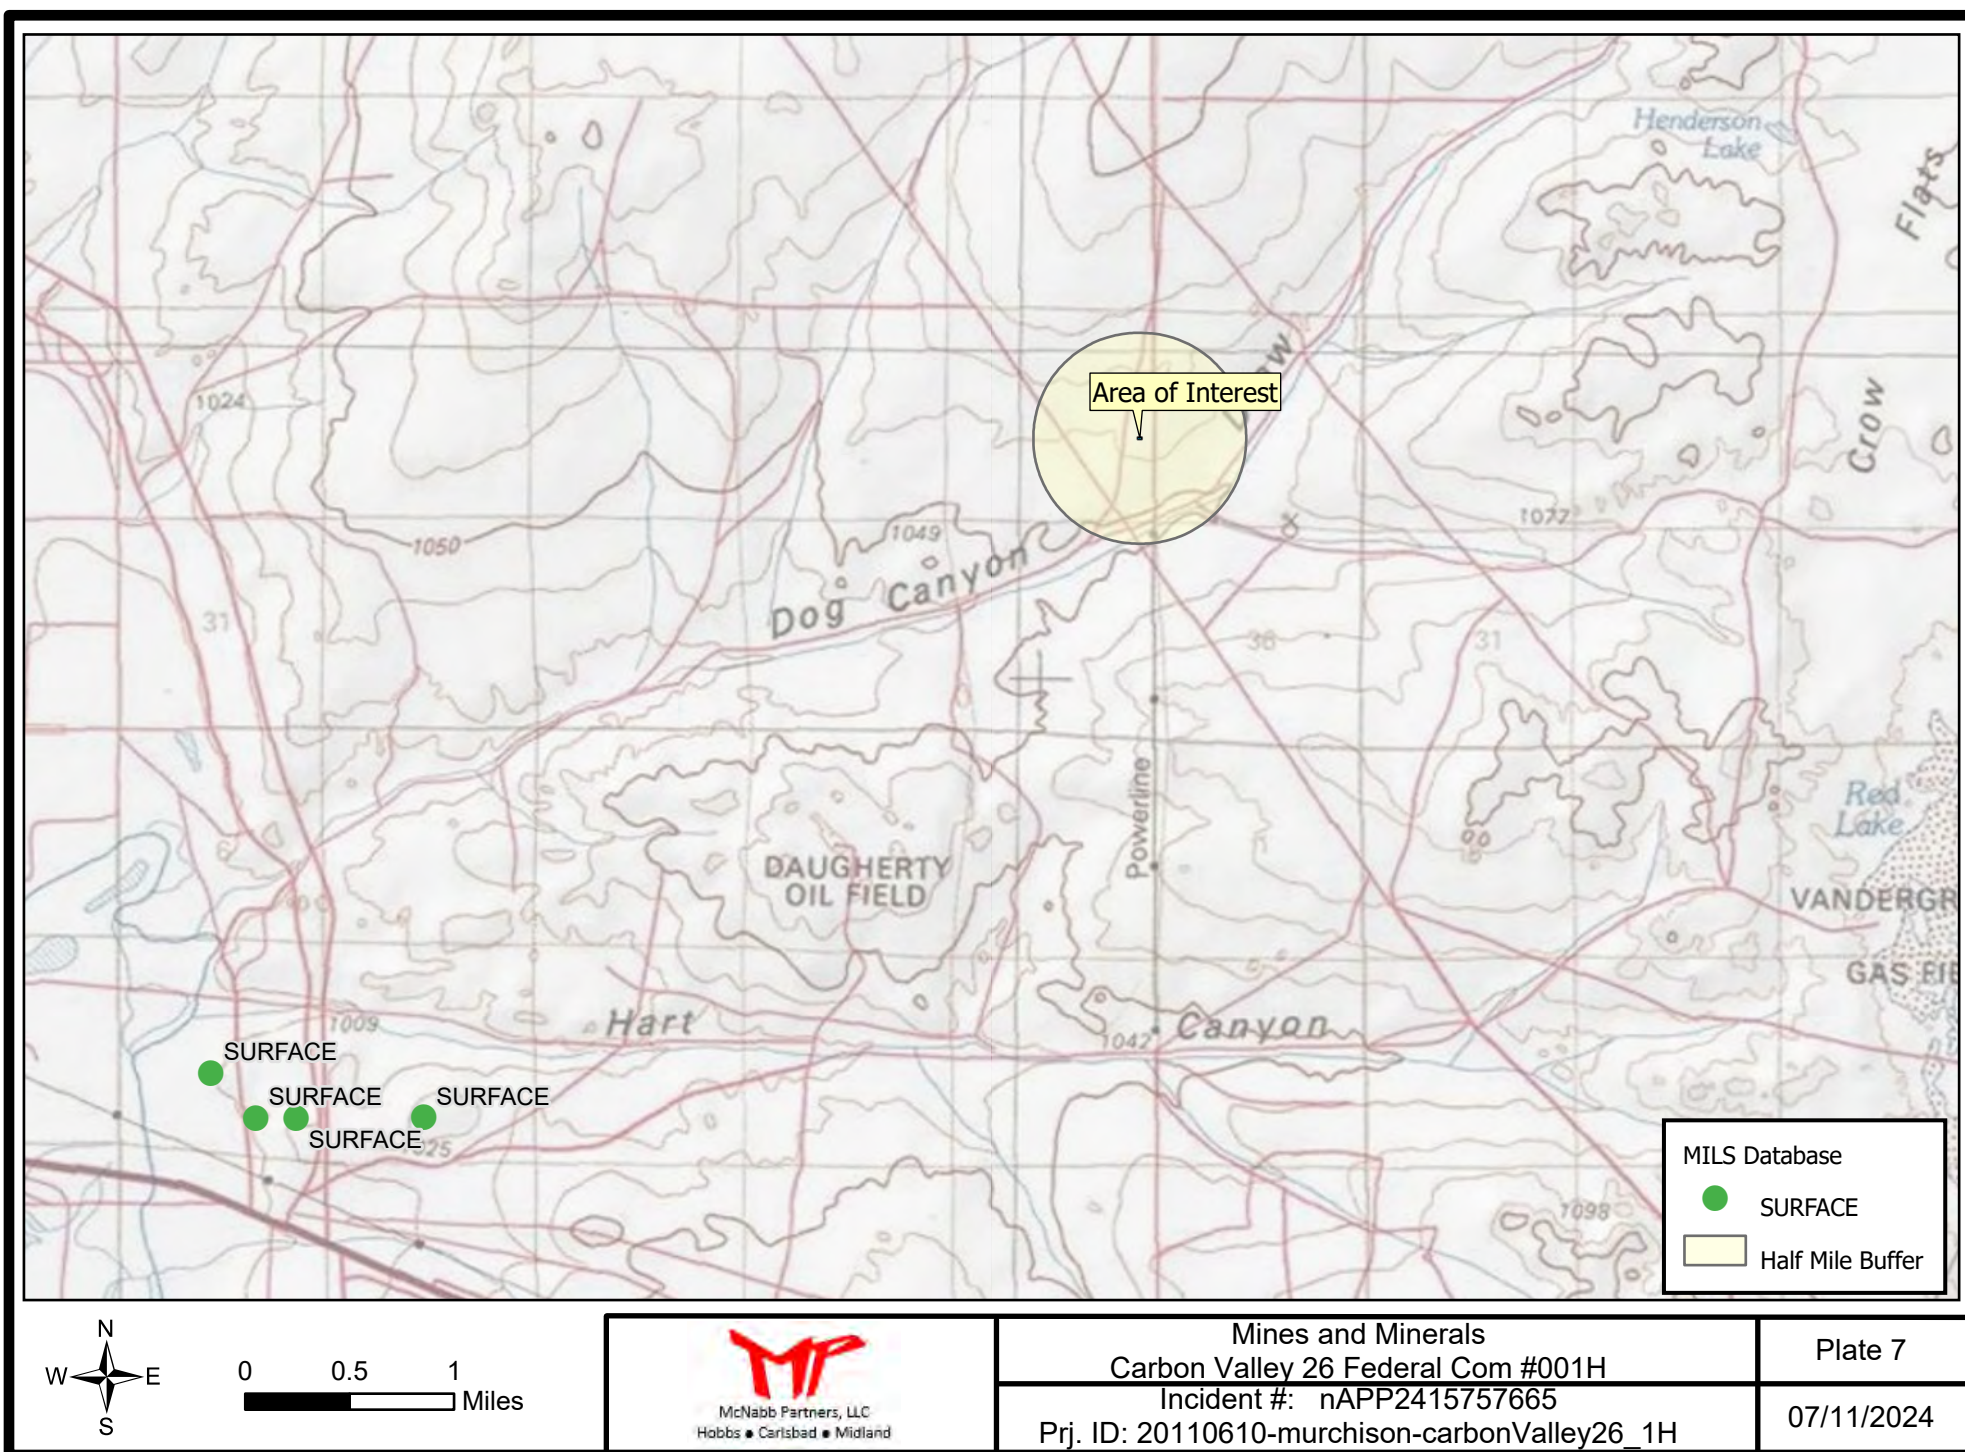 Henderson
Lake
Flats
Crow
Area of Interest
1024
1050
1049
1077
Dog Canyon
31
36
31
Powerline
Red
Lake
DAUGHERTY
OIL FIELD
VANDERGR
GAS FIE
1009
Hart Canyon
1042
SURFACE
SURFACE
SURFACE
SURFACE
1098
MILS Database
SURFACE
Half Mile Buffer
N
W E
S
0 0.5 1
Miles
McNabb Partners, LLC
Hobbs ● Carlsbad ● Midland
Mines and Minerals
Carbon Valley 26 Federal Com #001H
Incident #: nAPP2415757665
Prj. ID: 20110610-murchison-carbonValley26_1H
Plate 7
07/11/2024